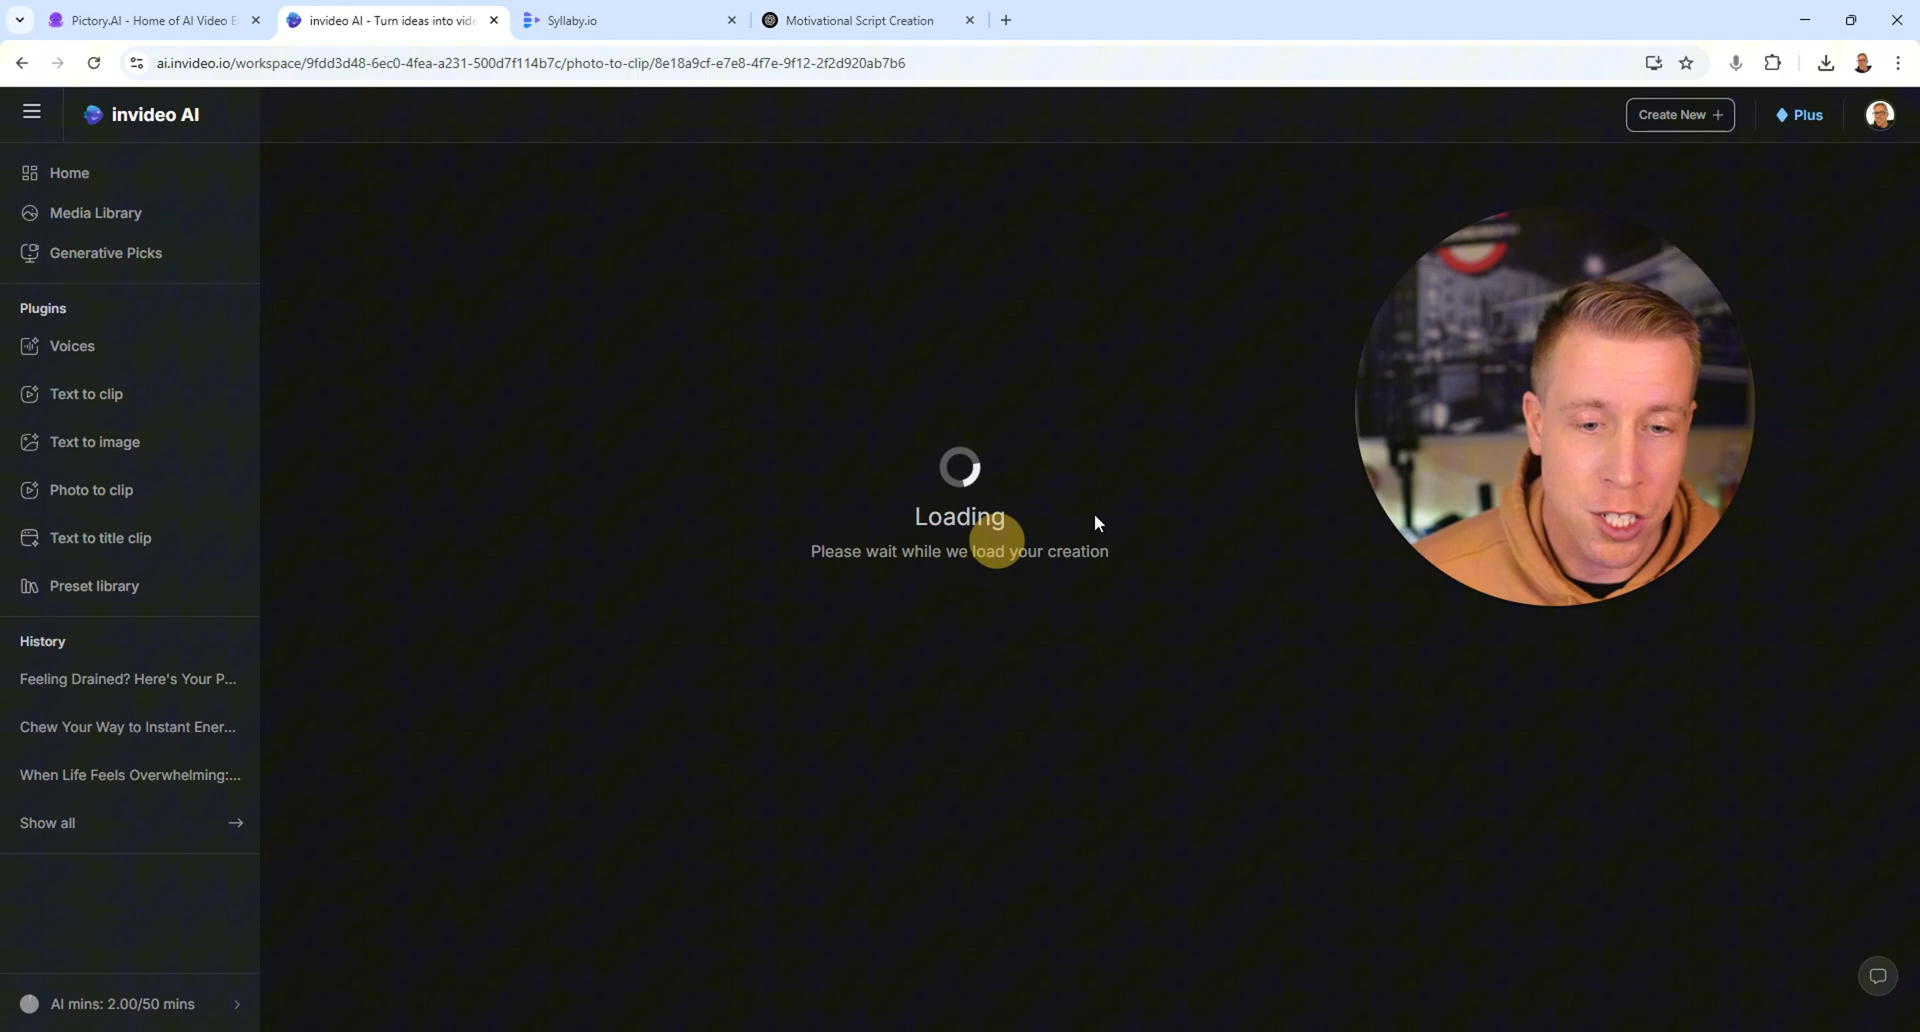 Pictory.AI - Home of AI Video E
invideo AI - Turn ideas into vide
Syllaby.io
Motivational Script Creation
ai.invideo.io/workspace/9fdd3d48-6ec0-4fea-a231-500d7f114b7c/photo-to-clip/8e18a9cf-e7e8-4f7e-9f12-2f2d920ab7b6
invideo AI
Create New +
Plus
Home
Media Library
Generative Picks
Plugins
Voices
Text to clip
Text to image
Photo to clip
Text to title clip
Preset library
History
Feeling Drained? Here's Your P...
Chew Your Way to Instant Ener...
When Life Feels Overwhelming:...
Show all
AI mins: 2.00/50 mins
Loading
Please wait while we load your creation